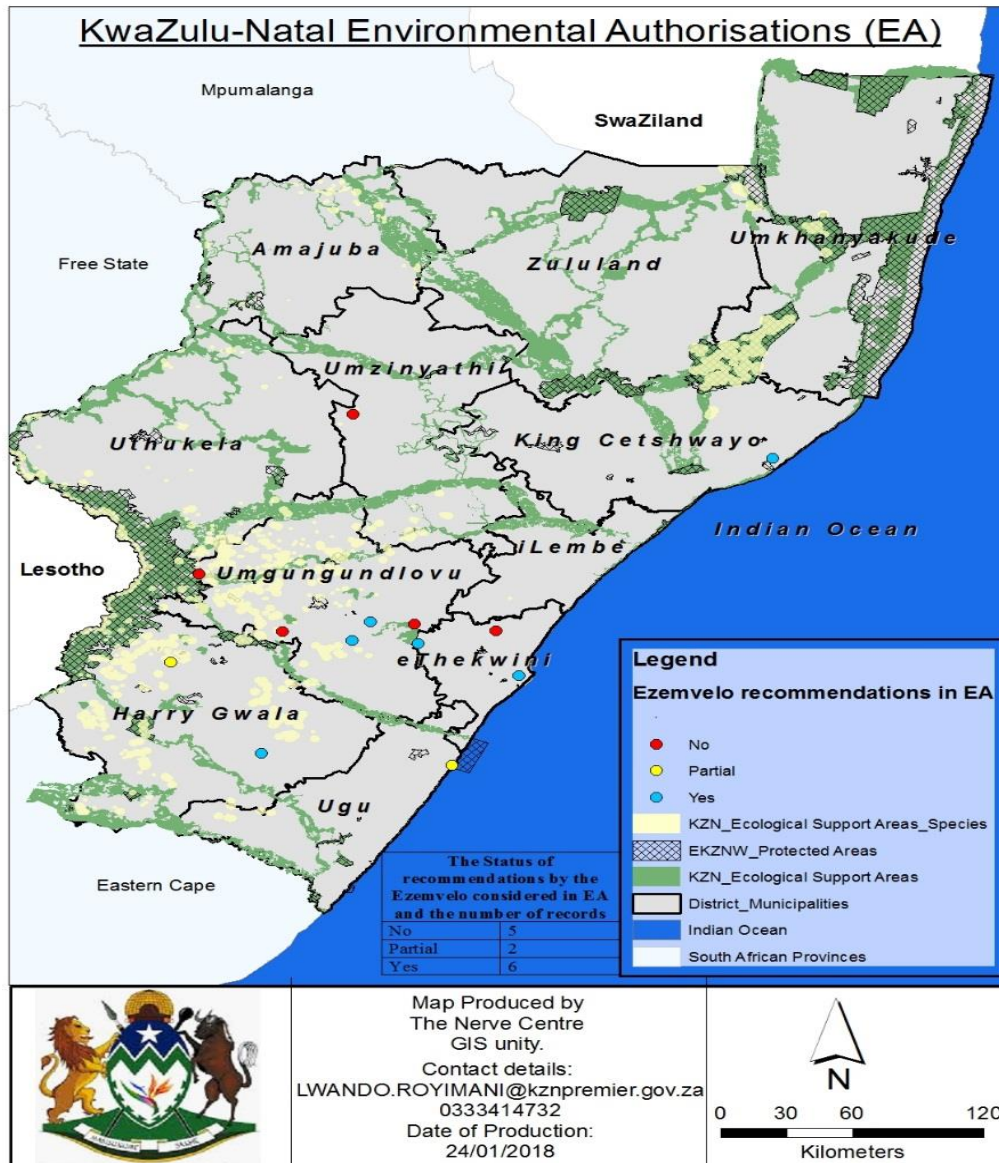 KwaZulu-Natal Environmental Authorisations (EA)
Mpumalanga
SwaZiland
Free State
Amajuba
Zululand
Umkhanyakude
Umzinyathi
Uthukela
King Cetshwayo
Indian Ocean
iLembe
Lesotho
Umgungundlovu
eThekwini
Harry Gwala
Ugu
Eastern Cape
Legend
Ezemvelo recommendations in EA
No
Partial
Yes
KZN_Ecological Support Areas_Species
EKZNW_Protected Areas
KZN_Ecological Support Areas
District_Municipalities
Indian Ocean
South African Provinces
The Status of
recommendations by the
Ezemvelo considered in EA
and the number of records
No 5
Partial 2
Yes 6
Map Produced by
The Nerve Centre
GIS unity.
Contact details:
LWANDO.ROYIMANI@kznpremier.gov.za
0333414732
Date of Production:
24/01/2018
N
0 30 60 120
Kilometers